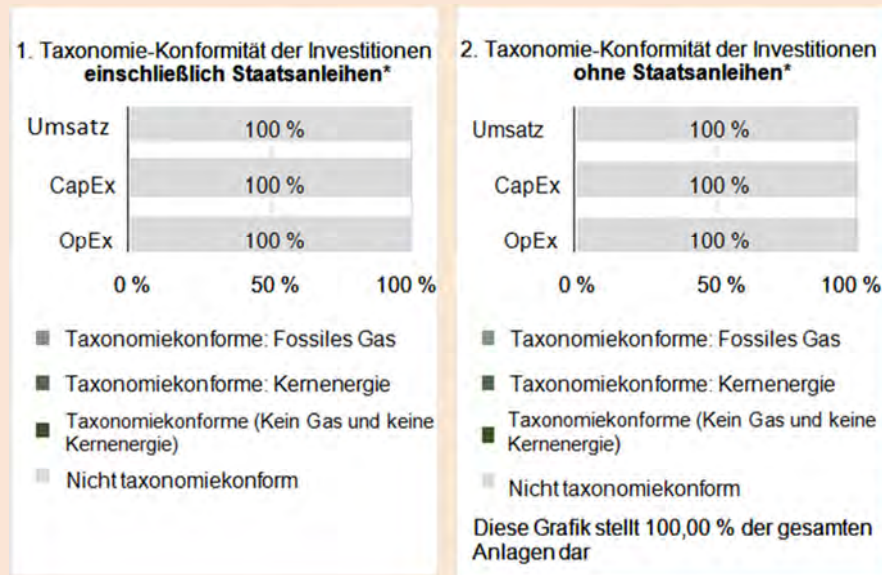 1. Taxonomie-Konformität der Investitionen
einschließlich Staatsanleihen*
Umsatz
100 %
CapEx
100 %
OpEx
100 %
0 %
50 %
100 %
Taxonomiekonforme: Fossiles Gas
Taxonomiekonforme: Kernenergie
Taxonomiekonforme (Kein Gas und keine
Kernenergie)
Nicht taxonomiekonform
2. Taxonomie-Konformität der Investitionen
ohne Staatsanleihen*
Umsatz
100 %
CapEx
100 %
OpEx
100 %
0 %
50 %
100 %
Taxonomiekonforme: Fossiles Gas
Taxonomiekonforme: Kernenergie
Taxonomiekonforme (Kein Gas und keine
Kernenergie)
Nicht taxonomiekonform
Diese Grafik stellt 100,00 % der gesamten
Anlagen dar